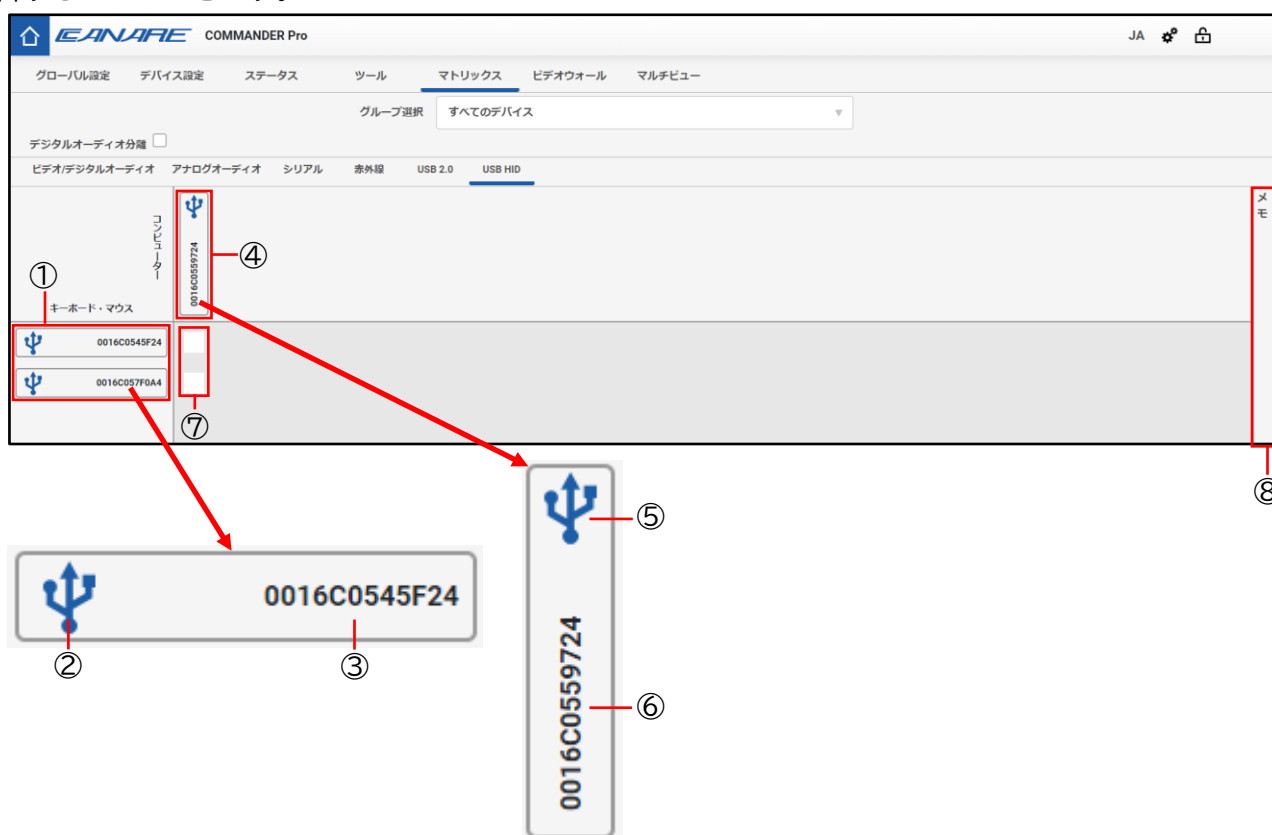 CANARE COMMANDER Pro JA
グローバル設定 デバイス設定 ステータス ツール マトリックス ビデオウォール マルチビュー
グループ選択 すべてのデバイス
デジタルオーディオ分離
ビデオ/デジタルオーディオ アナログオーディオ シリアル 赤外線 USB 2.0 USB HID
コンピューター
0016C0559724
④
メモ
①
キーボード・マウス
0016C0545F24
0016C057F0A4
⑦
⑧
⑤
0016C0545F24
②
③
0016C0559724
⑥